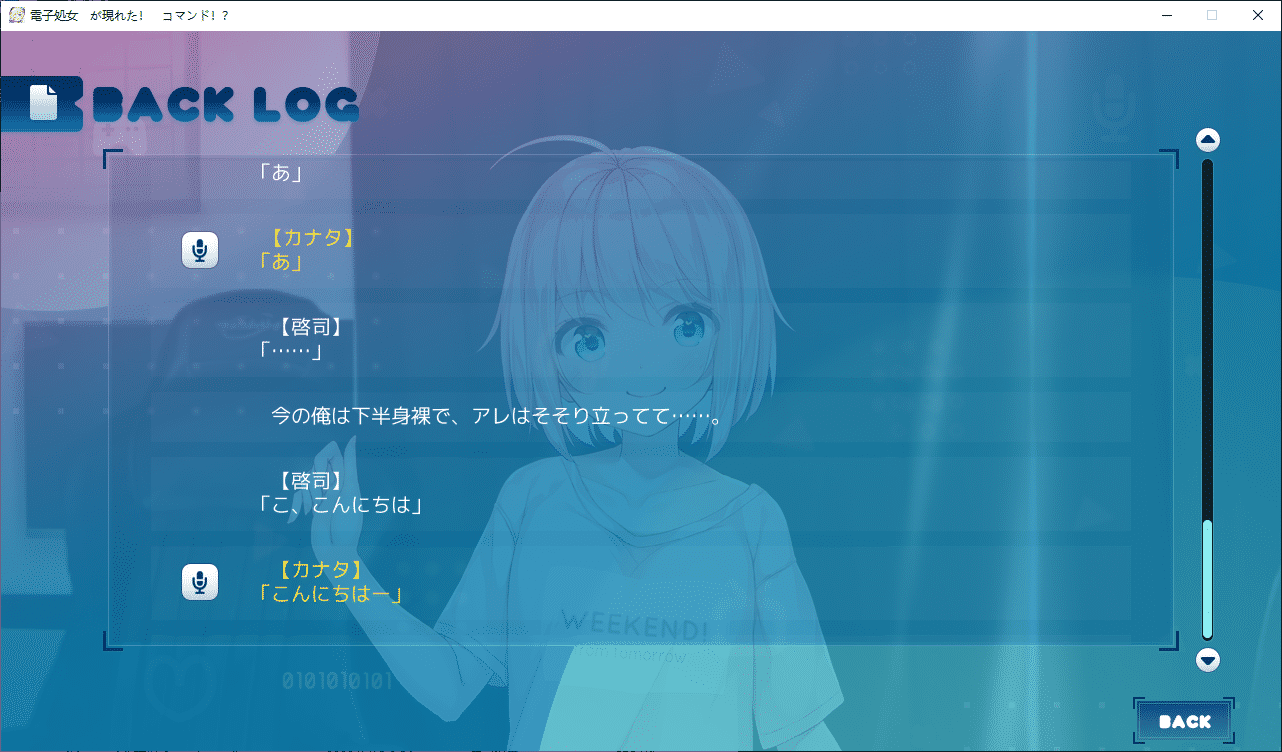 電子処女　が現れた！　コマンド！？
BACK LOG
「あ」
【カナタ】
「あ」
【啓司】
「……」
今の俺は下半身裸で、アレはそそり立ってて……。
【啓司】
「こ、こんにちは」
【カナタ】
「こんにちはー」
WEEKEND!
tomorrow
0101010101
BACK